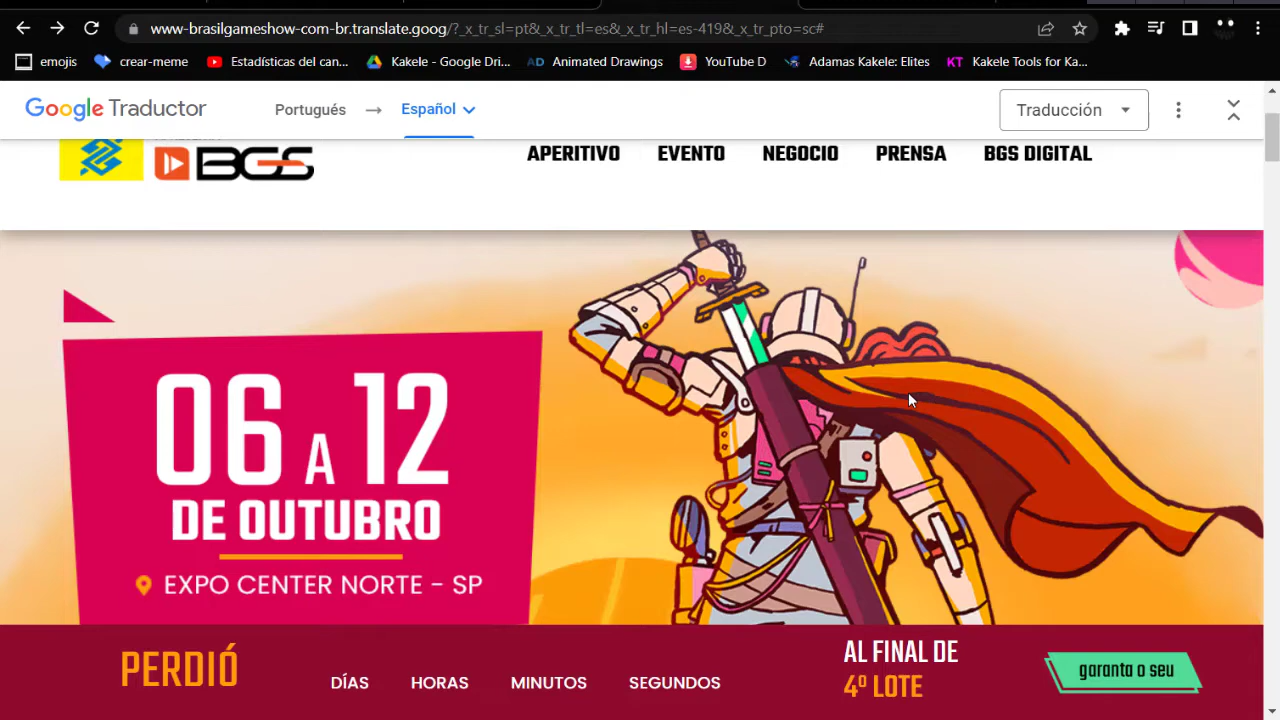 www-brasilgameshow-com-br.translate.goog/?_x_tr_sl=pt&_x_tr_tl=es&_x_tr_hl=es-419&_x_tr_pto=sc#
emojis crear-meme Estadísticas del can... Kakele - Google Dri... AD Animated Drawings YouTube D Adamas Kakele: Elites KT Kakele Tools for Ka...
Google Traductor Portugués → Español Traducción
BGS APERITIVO EVENTO NEGOCIO PRENSA BGS DIGITAL
06 A 12
DE OUTUBRO
EXPO CENTER NORTE - SP
PERDIÓ DÍAS HORAS MINUTOS SEGUNDOS
AL FINAL DE
4º LOTE
garanta o seu